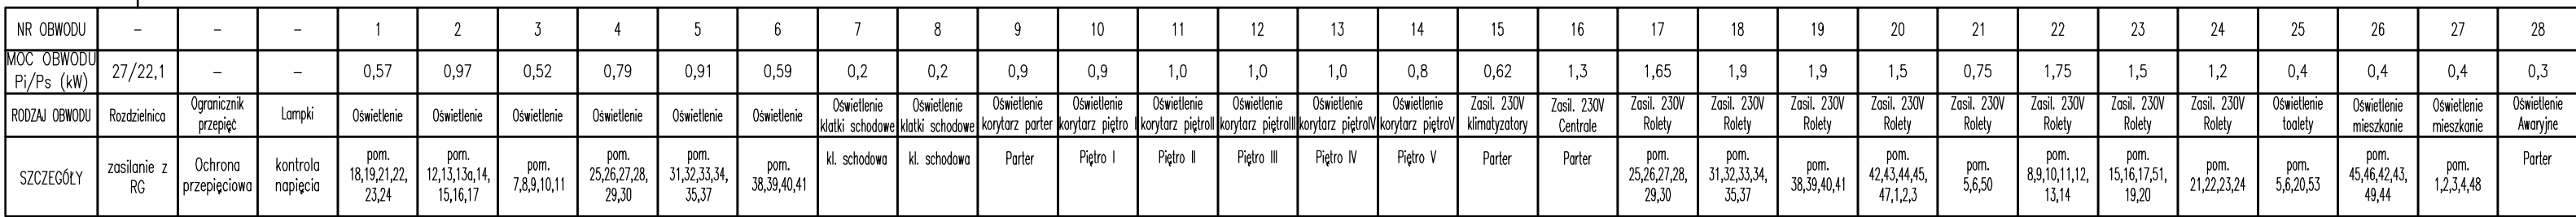 NR OBWODU – – – 1 2 3 4 5 6 7 8 9 10 11 12 13 14 15 16 17 18 19 20 21 22 23 24 25 26 27 28
MOC OBWODU Pi/Ps (kW) 27/22,1 – – 0,57 0,97 0,52 0,79 0,91 0,59 0,2 0,2 0,9 0,9 1,0 1,0 1,0 0,8 0,62 1,3 1,65 1,9 1,9 1,5 0,75 1,75 1,5 1,2 0,4 0,4 0,4 0,3
RODZAJ OBWODU Rozdzielnica Ogranicznik przepięć Lampki Oświetlenie Oświetlenie Oświetlenie Oświetlenie Oświetlenie Oświetlenie Oświetlenie klatki schodowe Oświetlenie klatki schodowe Oświetlenie korytarz parter Oświetlenie korytarz piętro I Oświetlenie korytarz piętroII Oświetlenie korytarz piętroIII Oświetlenie korytarz piętroIV Oświetlenie korytarz piętroV Zasil. 230V klimatyzatory Zasil. 230V Centrale Zasil. 230V Rolety Zasil. 230V Rolety Zasil. 230V Rolety Zasil. 230V Rolety Zasil. 230V Rolety Zasil. 230V Rolety Zasil. 230V Rolety Zasil. 230V Rolety Oświetlenie toalety Oświetlenie mieszkanie Oświetlenie mieszkanie Oświetlenie Awaryjne
SZCZEGÓŁY zasilanie z RG Ochrona przepięciowa kontrola napięcia pom. 18,19,21,22, 23,24 pom. 12,13,13a,14, 15,16,17 pom. 7,8,9,10,11 pom. 25,26,27,28, 29,30 pom. 31,32,33,34, 35,37 pom. 38,39,40,41 kl. schodowa kl. schodowa Parter Piętro I Piętro II Piętro III Piętro IV Piętro V Parter Parter pom. 25,26,27,28, 29,30 pom. 31,32,33,34, 35,37 pom. 38,39,40,41 pom. 42,43,44,45, 47,1,2,3 pom. 5,6,50 pom. 8,9,10,11,12, 13,14 pom. 15,16,17,51, 19,20 pom. 21,22,23,24 pom. 5,6,20,53 pom. 45,46,42,43, 49,44 pom. 1,2,3,4,48 Parter